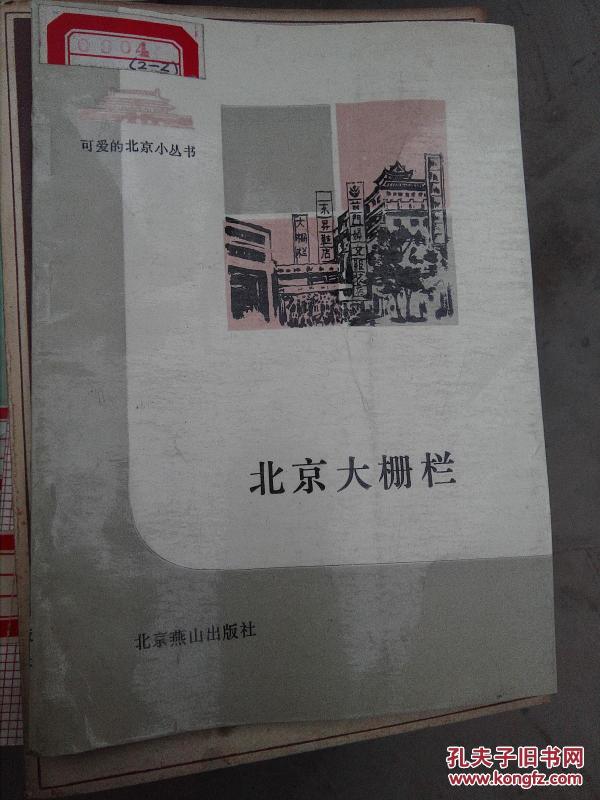 0004
(2-2)
可爱的北京小丛书
大栅栏
东昇鞋店
北京大栅栏
北京燕山出版社
孔夫子旧书网
www.kongfz.com